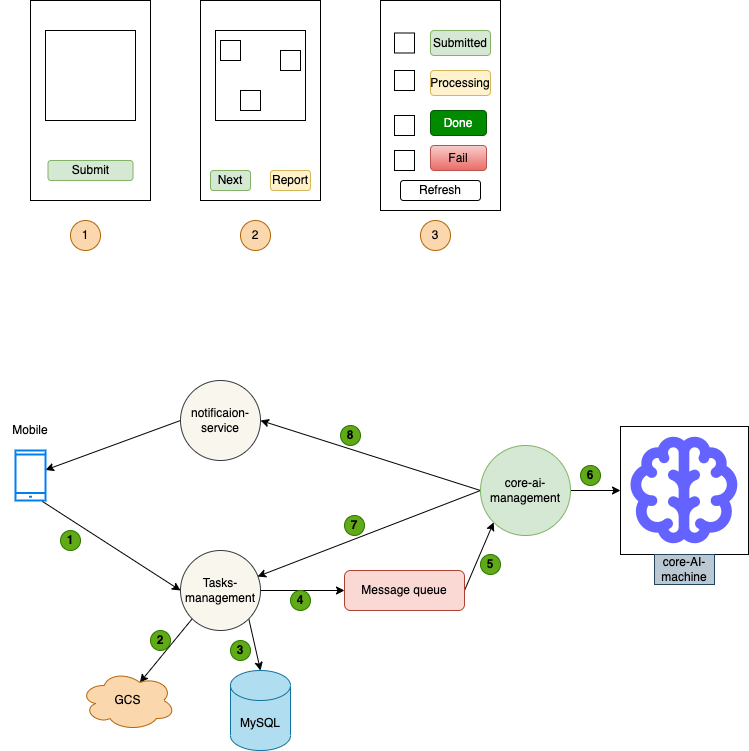 Submit
Next
Report
Submitted
Processing
Done
Fail
Refresh
1
2
3
Mobile
notificaion-
service
8
core-ai-
management
6
core-AI-
machine
1
7
Tasks-
management
4
Message queue
5
2
3
GCS
MySQL